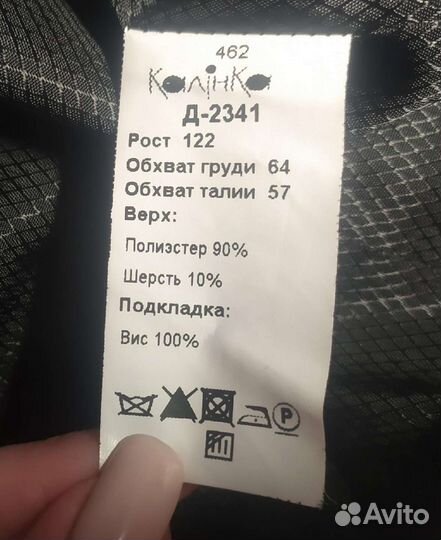 462
КалінКа
Д-2341
Рост 122
Обхват груди 64
Обхват талии 57
Верх:
Полиэстер 90%
Шерсть 10%
Подкладка:
Вис 100%
P
Avito